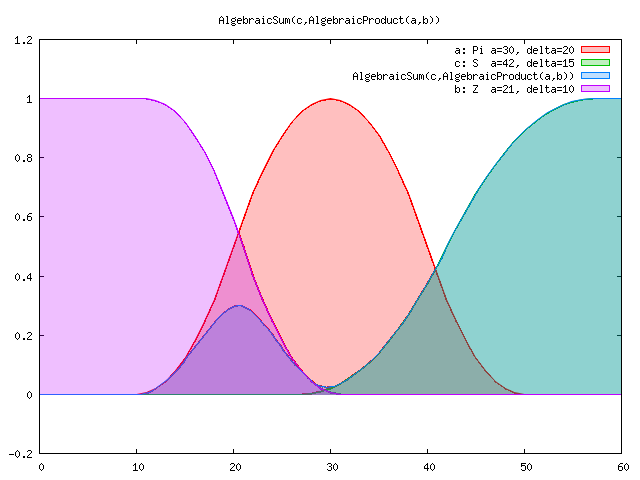 AlgebraicSum(c,AlgebraicProduct(a,b))
a: Pi a=30, delta=20
c: S  a=42, delta=15
AlgebraicSum(c,AlgebraicProduct(a,b))
b: Z  a=21, delta=10
1.2
1
0.8
0.6
0.4
0.2
0
-0.2
0 10 20 30 40 50 60